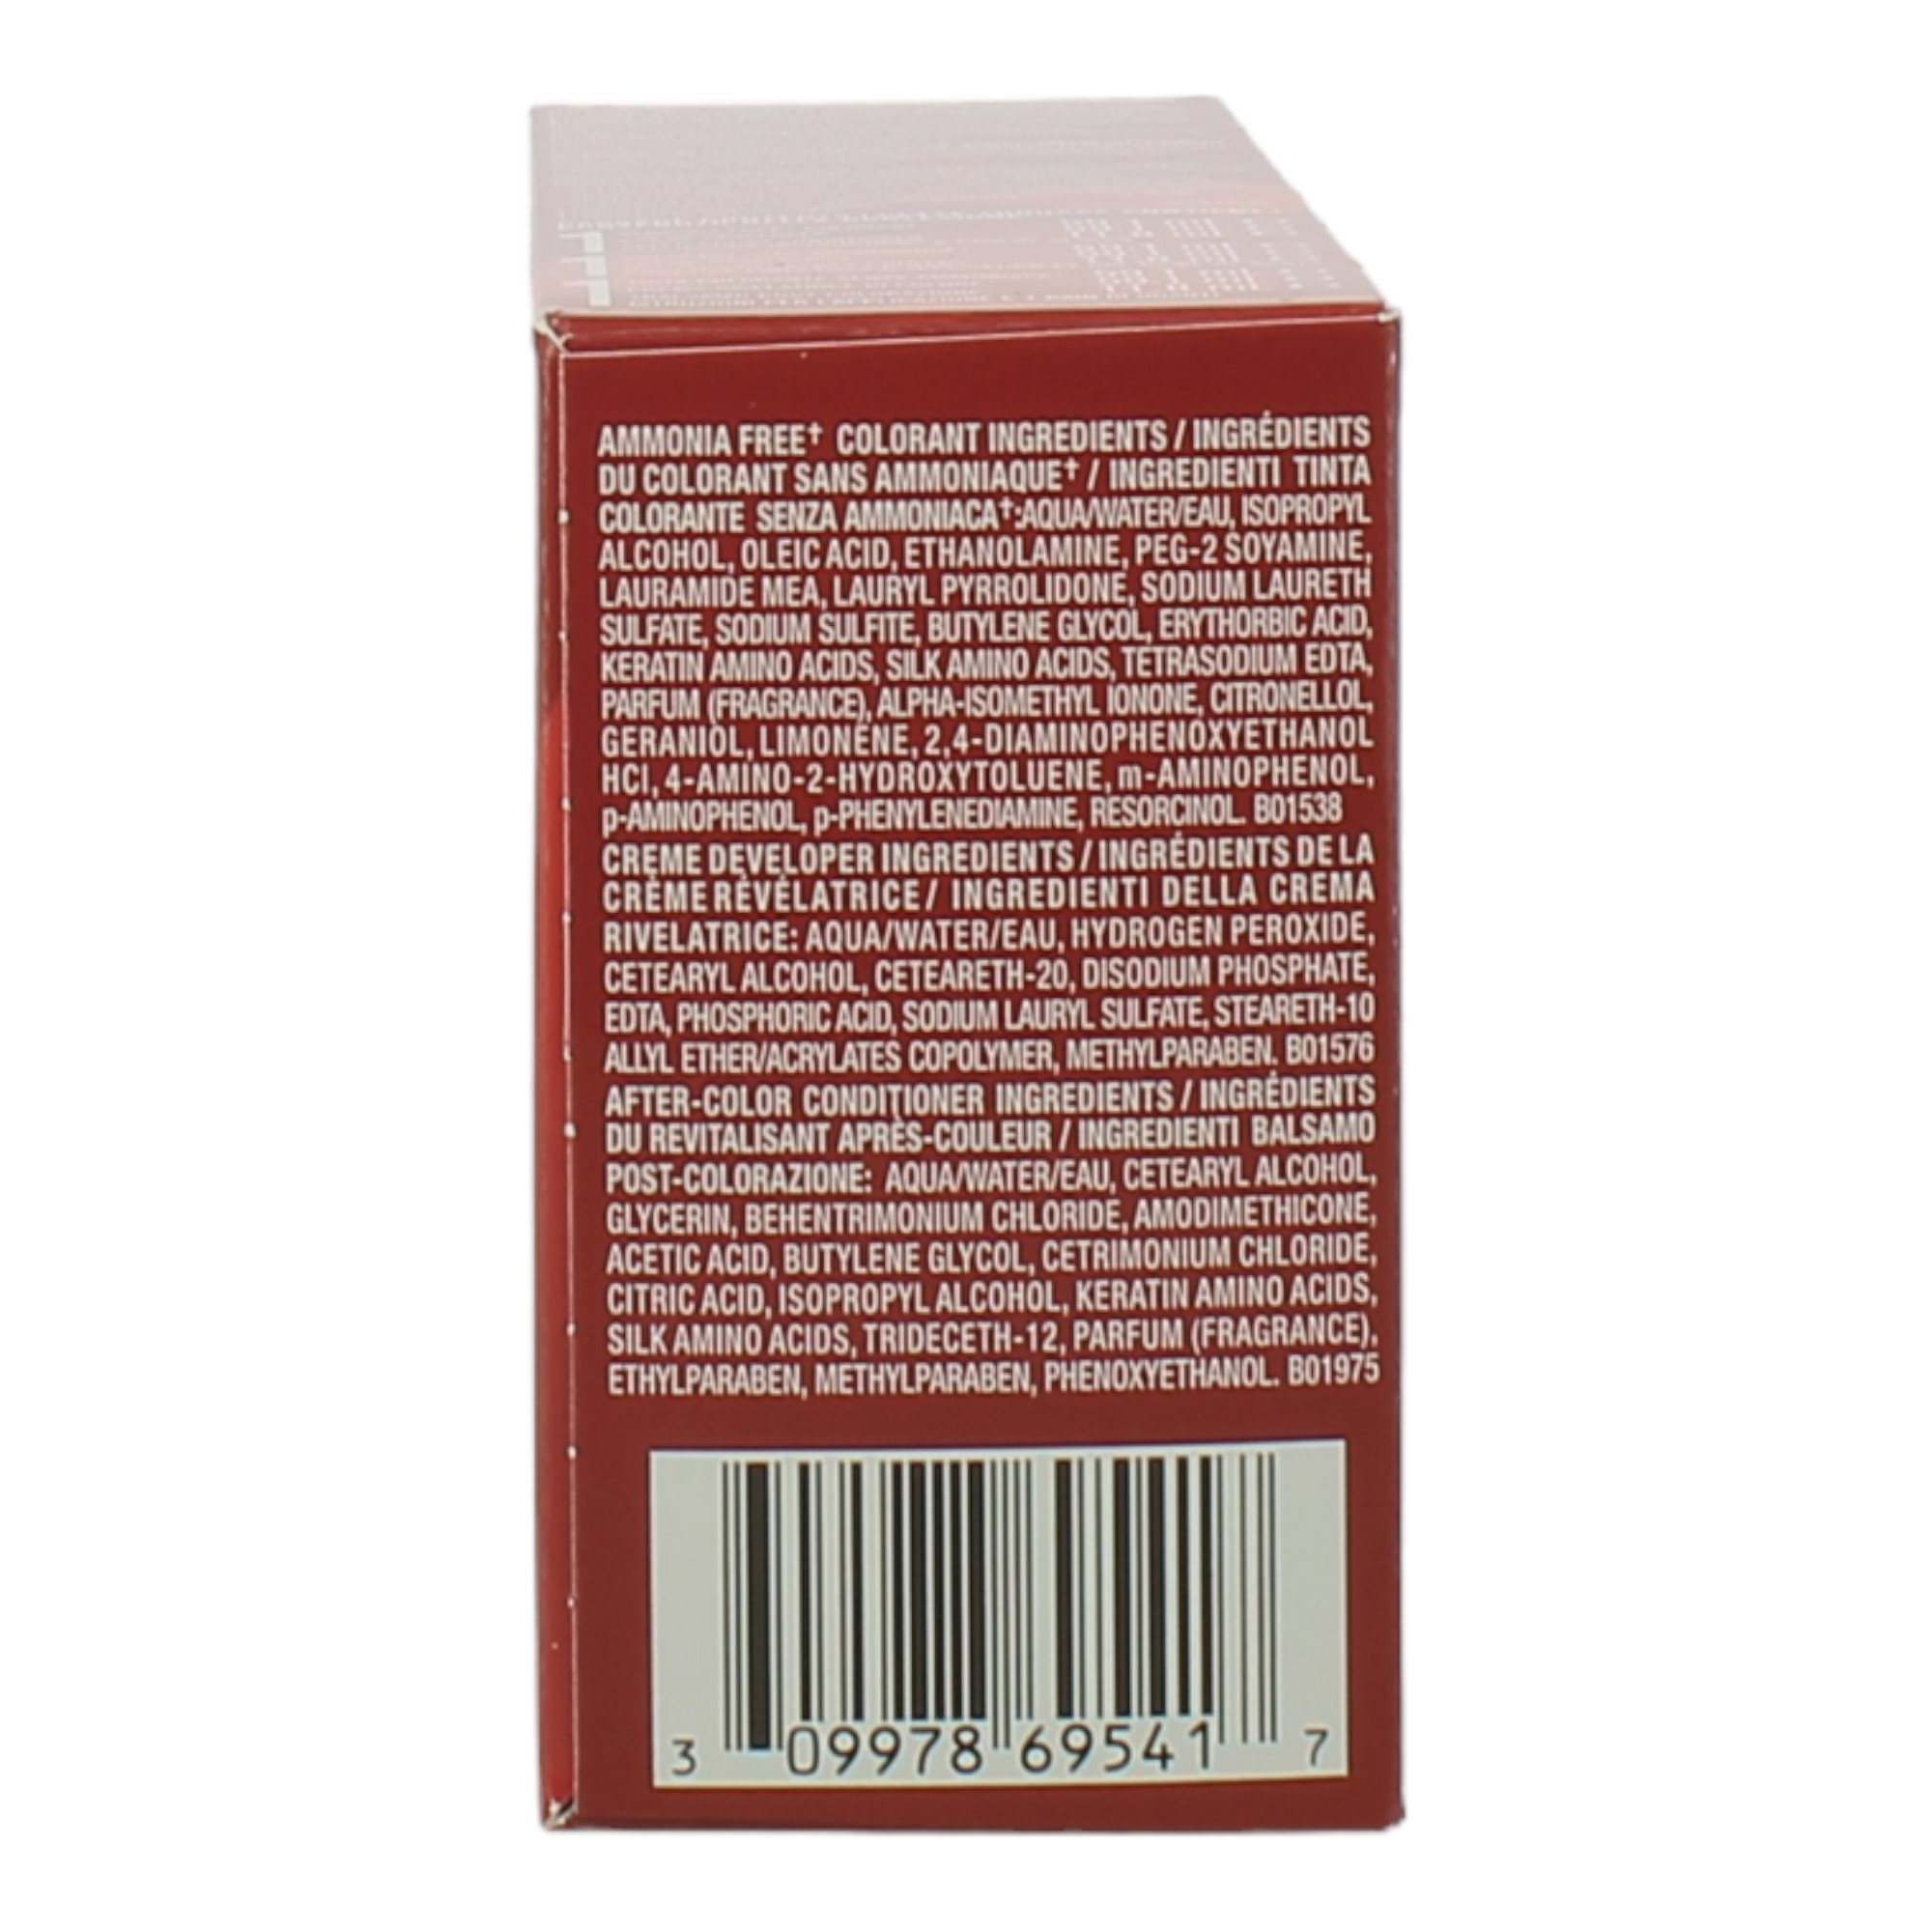 AMMONIA FREE† COLORANT INGREDIENTS / INGRÉDIENTS
DU COLORANT SANS AMMONIAQUE† / INGREDIENTI TINTA
COLORANTE SENZA AMMONIACA†:AQUA/WATER/EAU, ISOPROPYL
ALCOHOL, OLEIC ACID, ETHANOLAMINE, PEG-2 SOYAMINE,
LAURAMIDE MEA, LAURYL PYRROLIDONE, SODIUM LAURETH
SULFATE, SODIUM SULFITE, BUTYLENE GLYCOL, ERYTHORBIC ACID,
KERATIN AMINO ACIDS, SILK AMINO ACIDS, TETRASODIUM EDTA,
PARFUM (FRAGRANCE), ALPHA-ISOMETHYL IONONE, CITRONELLOL,
GERANIOL, LIMONENE, 2,4-DIAMINOPHENOXYETHANOL
HCl, 4-AMINO-2-HYDROXYTOLUENE, m-AMINOPHENOL,
p-AMINOPHENOL, p-PHENYLENEDIAMINE, RESORCINOL. B01538
CREME DEVELOPER INGREDIENTS / INGRÉDIENTS DE LA
CRÈME RÉVÉLATRICE / INGREDIENTI DELLA CREMA
RIVELATRICE: AQUA/WATER/EAU, HYDROGEN PEROXIDE,
CETEARYL ALCOHOL, CETEARETH-20, DISODIUM PHOSPHATE,
EDTA, PHOSPHORIC ACID, SODIUM LAURYL SULFATE, STEARETH-10
ALLYL ETHER/ACRYLATES COPOLYMER, METHYLPARABEN. B01576
AFTER-COLOR CONDITIONER INGREDIENTS / INGRÉDIENTS
DU REVITALISANT APRÈS-COULEUR / INGREDIENTI BALSAMO
POST-COLORAZIONE: AQUA/WATER/EAU, CETEARYL ALCOHOL,
GLYCERIN, BEHENTRIMONIUM CHLORIDE, AMODIMETHICONE,
ACETIC ACID, BUTYLENE GLYCOL, CETRIMONIUM CHLORIDE,
CITRIC ACID, ISOPROPYL ALCOHOL, KERATIN AMINO ACIDS,
SILK AMINO ACIDS, TRIDECETH-12, PARFUM (FRAGRANCE),
ETHYLPARABEN, METHYLPARABEN, PHENOXYETHANOL. B01975
3 09978 69541 7